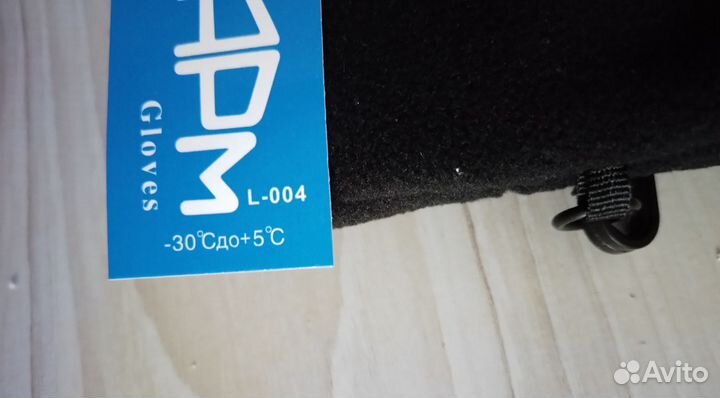 АРМ
Gloves
L-004
-30℃до+5℃
Avito